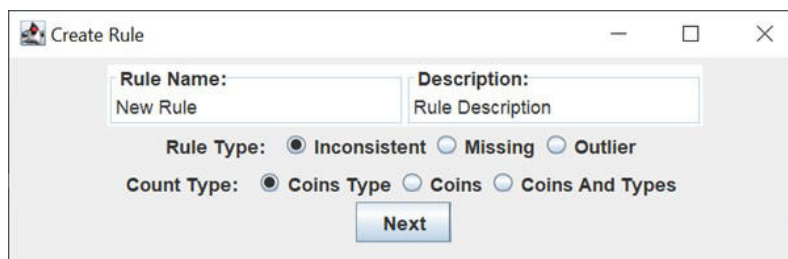 Create Rule
Rule Name: Description:
New Rule Rule Description
Rule Type: Inconsistent Missing Outlier
Count Type: Coins Type Coins Coins And Types
Next